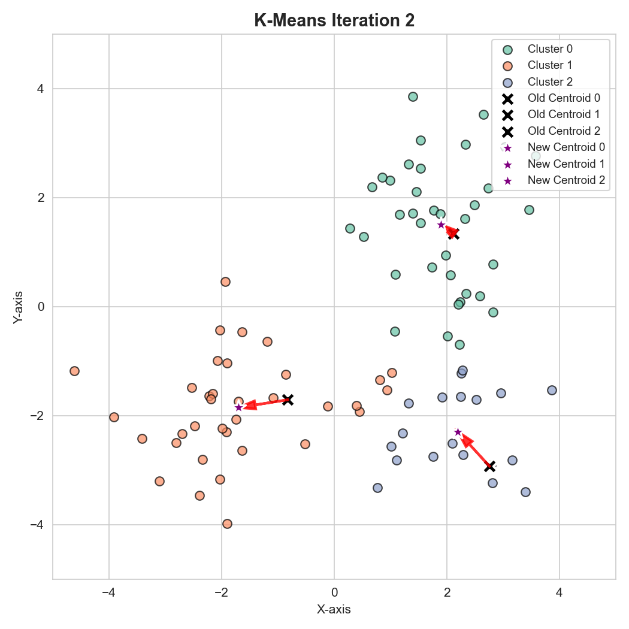 K-Means Iteration 2
Cluster 0
Cluster 1
Cluster 2
Old Centroid 0
Old Centroid 1
Old Centroid 2
New Centroid 0
New Centroid 1
New Centroid 2
Y-axis
4
2
0
−2
−4
−4
−2
0
2
4
X-axis